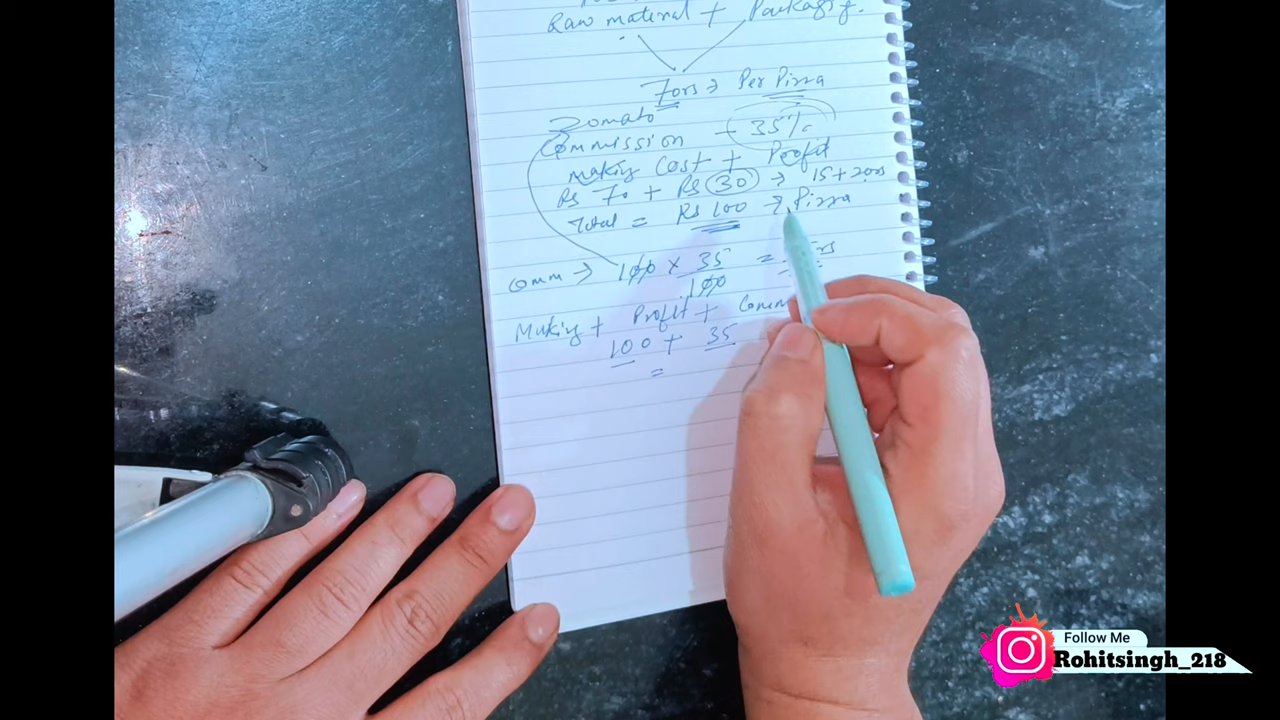 Raw material + Packagig.
70rs → Per Pizza
Zomato
Commission - 35%
making Cost + Profit
Rs 70 + Rs 30 → 15 + 20rs
Total = Rs 100 → Pizza
Comm → 100 × 35 =
100
Making + Profit + Comm
100 + 35
=
Follow Me
Rohitsingh_218